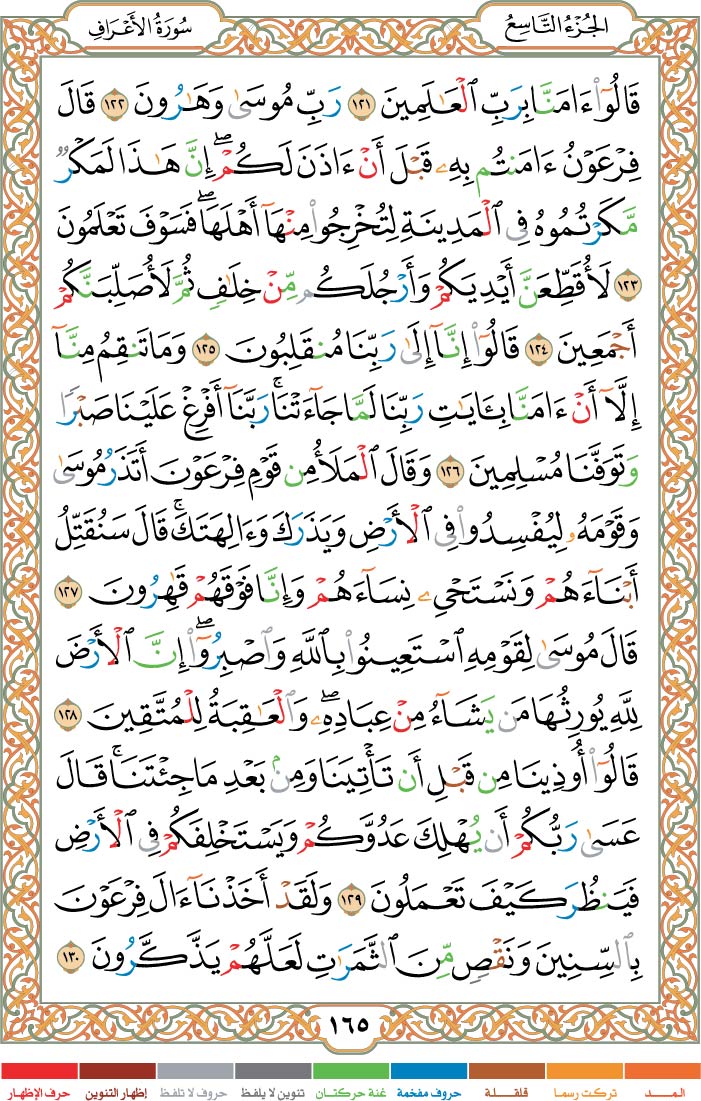 الجُزْءُ التَّاسِعُ
سُورَةُ الأَعْرَافِ
قَالُوٓا۟ ءَامَنَّا بِرَبِّ ٱلْعَٰلَمِينَ ١٢١ رَبِّ مُوسَىٰ وَهَٰرُونَ ١٢٢ قَالَ
فِرْعَوْنُ ءَامَنتُم بِهِۦ قَبْلَ أَنْ ءَاذَنَ لَكُمْ ۖ إِنَّ هَٰذَا لَمَكْرٌ
مَّكَرْتُمُوهُ فِى ٱلْمَدِينَةِ لِتُخْرِجُوا۟ مِنْهَآ أَهْلَهَا ۖ فَسَوْفَ تَعْلَمُونَ
١٢٣ لَأُقَطِّعَنَّ أَيْدِيَكُمْ وَأَرْجُلَكُم مِّنْ خِلَٰفٍ ثُمَّ لَأُصَلِّبَنَّكُمْ
أَجْمَعِينَ ١٢٤ قَالُوٓا۟ إِنَّآ إِلَىٰ رَبِّنَا مُنقَلِبُونَ ١٢٥ وَمَا تَنقِمُ مِنَّآ
إِلَّآ أَنْ ءَامَنَّا بِـَٔايَٰتِ رَبِّنَا لَمَّا جَآءَتْنَا ۚ رَبَّنَآ أَفْرِغْ عَلَيْنَا صَبْرًا
وَتَوَفَّنَا مُسْلِمِينَ ١٢٦ وَقَالَ ٱلْمَلَأُ مِن قَوْمِ فِرْعَوْنَ أَتَذَرُ مُوسَىٰ
وَقَوْمَهُۥ لِيُفْسِدُوا۟ فِى ٱلْأَرْضِ وَيَذَرَكَ وَءَالِهَتَكَ ۚ قَالَ سَنُقَتِّلُ
أَبْنَآءَهُمْ وَنَسْتَحْىِۦ نِسَآءَهُمْ وَإِنَّا فَوْقَهُمْ قَٰهِرُونَ ١٢٧
قَالَ مُوسَىٰ لِقَوْمِهِ ٱسْتَعِينُوا۟ بِٱللَّهِ وَٱصْبِرُوٓا۟ ۖ إِنَّ ٱلْأَرْضَ
لِلَّهِ يُورِثُهَا مَن يَشَآءُ مِنْ عِبَادِهِۦ ۖ وَٱلْعَٰقِبَةُ لِلْمُتَّقِينَ ١٢٨
قَالُوٓا۟ أُوذِينَا مِن قَبْلِ أَن تَأْتِيَنَا وَمِنۢ بَعْدِ مَا جِئْتَنَا ۚ قَالَ
عَسَىٰ رَبُّكُمْ أَن يُهْلِكَ عَدُوَّكُمْ وَيَسْتَخْلِفَكُمْ فِى ٱلْأَرْضِ
فَيَنظُرَ كَيْفَ تَعْمَلُونَ ١٢٩ وَلَقَدْ أَخَذْنَآ ءَالَ فِرْعَوْنَ
بِٱلسِّنِينَ وَنَقْصٍ مِّنَ ٱلثَّمَرَٰتِ لَعَلَّهُمْ يَذَّكَّرُونَ ١٣٠
١٦٥
المــد تركت رسما قلقـلة حروف مفخمة غنة حركتان تنوين لا يلفظ حروف لا تلفظ إظهار التنوين حرف الإظهار